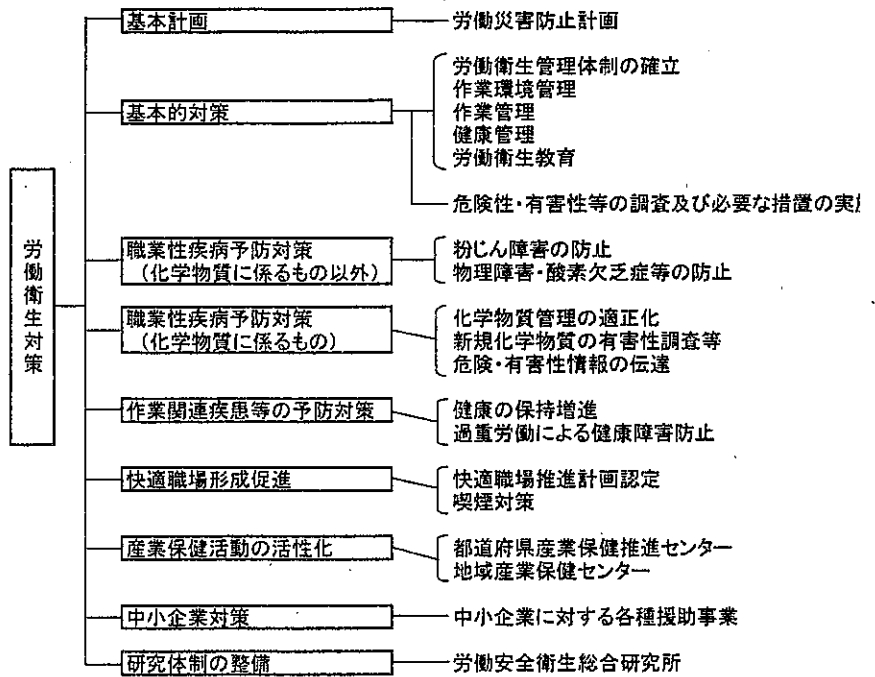 労働衛生対策
基本計画
労働災害防止計画
基本的対策
労働衛生管理体制の確立
作業環境管理
作業管理
健康管理
労働衛生教育
危険性・有害性等の調査及び必要な措置の実
職業性疾病予防対策
（化学物質に係るもの以外）
粉じん障害の防止
物理障害・酸素欠乏症等の防止
職業性疾病予防対策
（化学物質に係るもの）
化学物質管理の適正化
新規化学物質の有害性調査等
危険・有害性情報の伝達
作業関連疾患等の予防対策
健康の保持増進
過重労働による健康障害防止
快適職場形成促進
快適職場推進計画認定
喫煙対策
産業保健活動の活性化
都道府県産業保健推進センター
地域産業保健センター
中小企業対策
中小企業に対する各種援助事業
研究体制の整備
労働安全衛生総合研究所